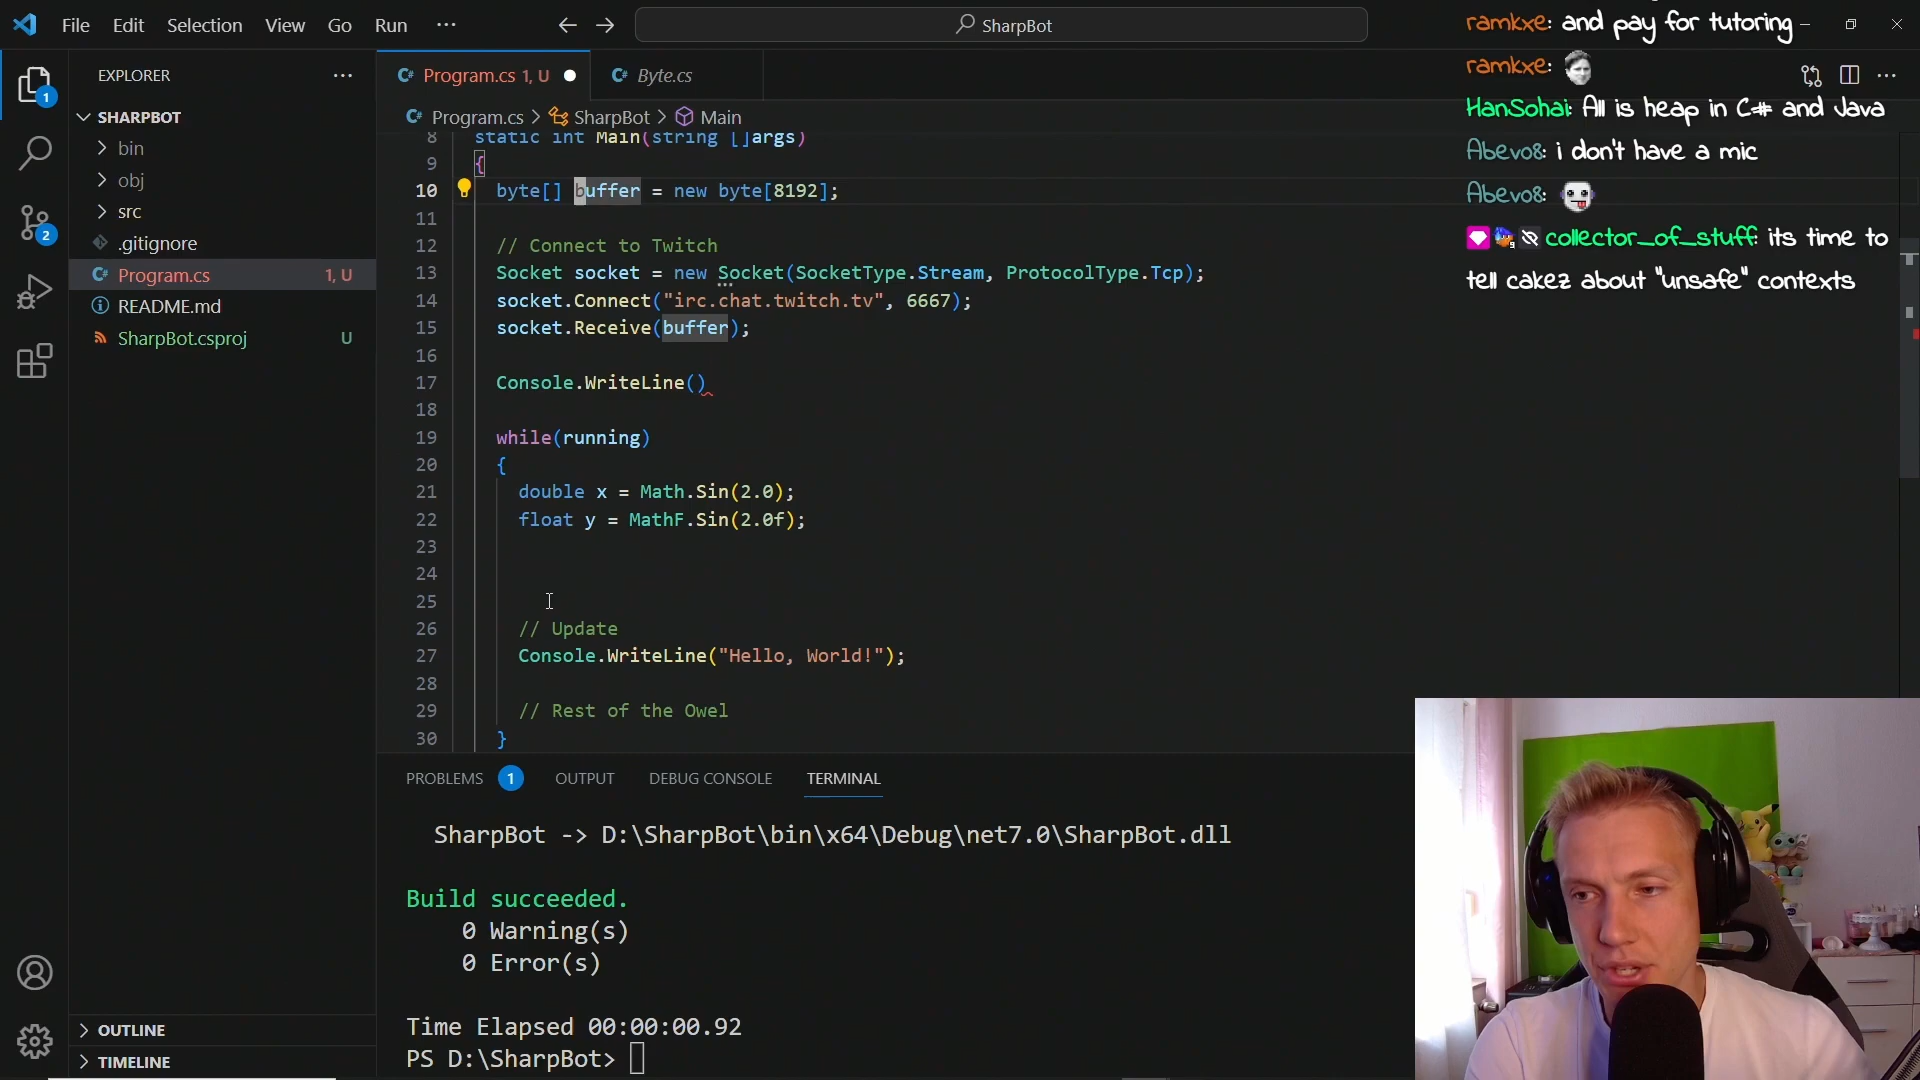 File Edit Selection View Go Run ... SharpBot
EXPLORER
SHARPBOT
bin
obj
src
.gitignore
Program.cs 1, U
README.md
SharpBot.csproj U
OUTLINE
TIMELINE
1
2
Program.cs 1, U Byte.cs
Program.cs > SharpBot > Main
8 static int Main(string []args)
9 {
10 byte[] buffer = new byte[8192];
11
12 // Connect to Twitch
13 Socket socket = new Socket(SocketType.Stream, ProtocolType.Tcp);
14 socket.Connect("irc.chat.twitch.tv", 6667);
15 socket.Receive(buffer);
16
17 Console.WriteLine()
18
19 while(running)
20 {
21 double x = Math.Sin(2.0);
22 float y = MathF.Sin(2.0f);
23
24
25
26 // Update
27 Console.WriteLine("Hello, World!");
28
29 // Rest of the Owel
30 }
PROBLEMS 1 OUTPUT DEBUG CONSOLE TERMINAL
SharpBot -> D:\SharpBot\bin\x64\Debug\net7.0\SharpBot.dll
Build succeeded.
0 Warning(s)
0 Error(s)
Time Elapsed 00:00:00.92
PS D:\SharpBot>
ramkxe: and pay for tutoring
ramkxe:
HanSohai: All is heap in C# and Java
Abevo8: i don't have a mic
Abevo8:
collector_of_stuff: its time to
tell cakez about "unsafe" contexts